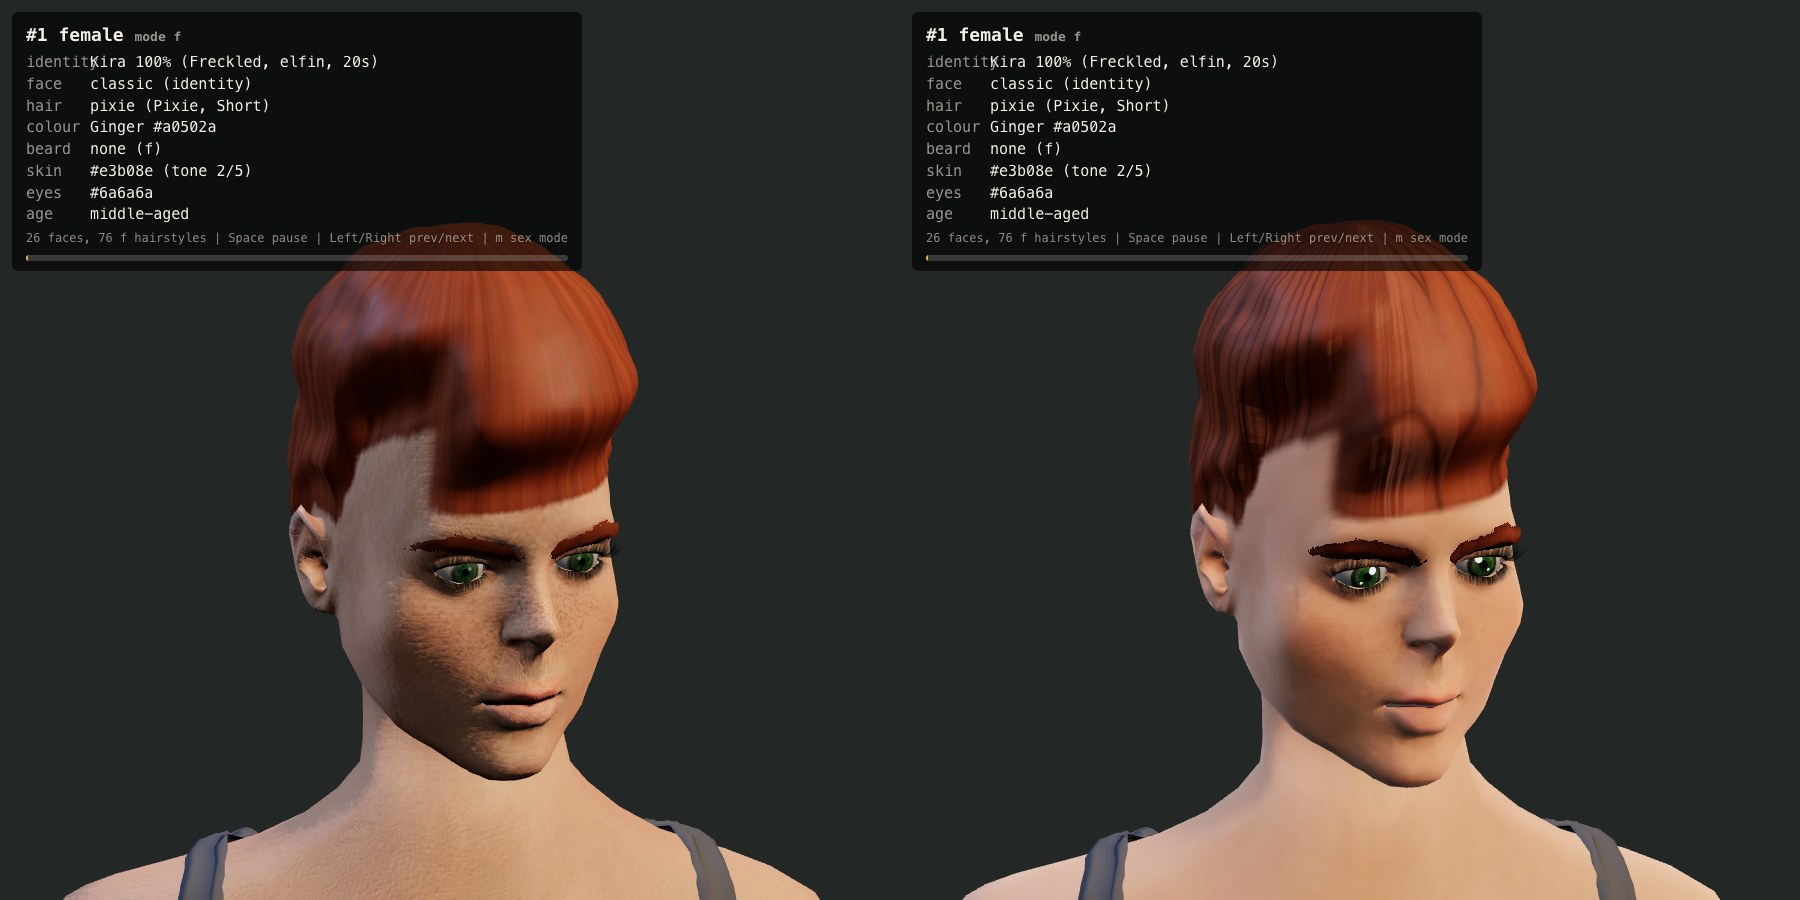 #1 female mode f
identity Kira 100% (Freckled, elfin, 20s)
face classic (identity)
hair pixie (Pixie, Short)
colour Ginger #a0502a
beard none (f)
skin #e3b08e (tone 2/5)
eyes #6a6a6a
age middle-aged
26 faces, 76 f hairstyles | Space pause | Left/Right prev/next | m sex mode
#1 female mode f
identity Kira 100% (Freckled, elfin, 20s)
face classic (identity)
hair pixie (Pixie, Short)
colour Ginger #a0502a
beard none (f)
skin #e3b08e (tone 2/5)
eyes #6a6a6a
age middle-aged
26 faces, 76 f hairstyles | Space pause | Left/Right prev/next | m sex mode